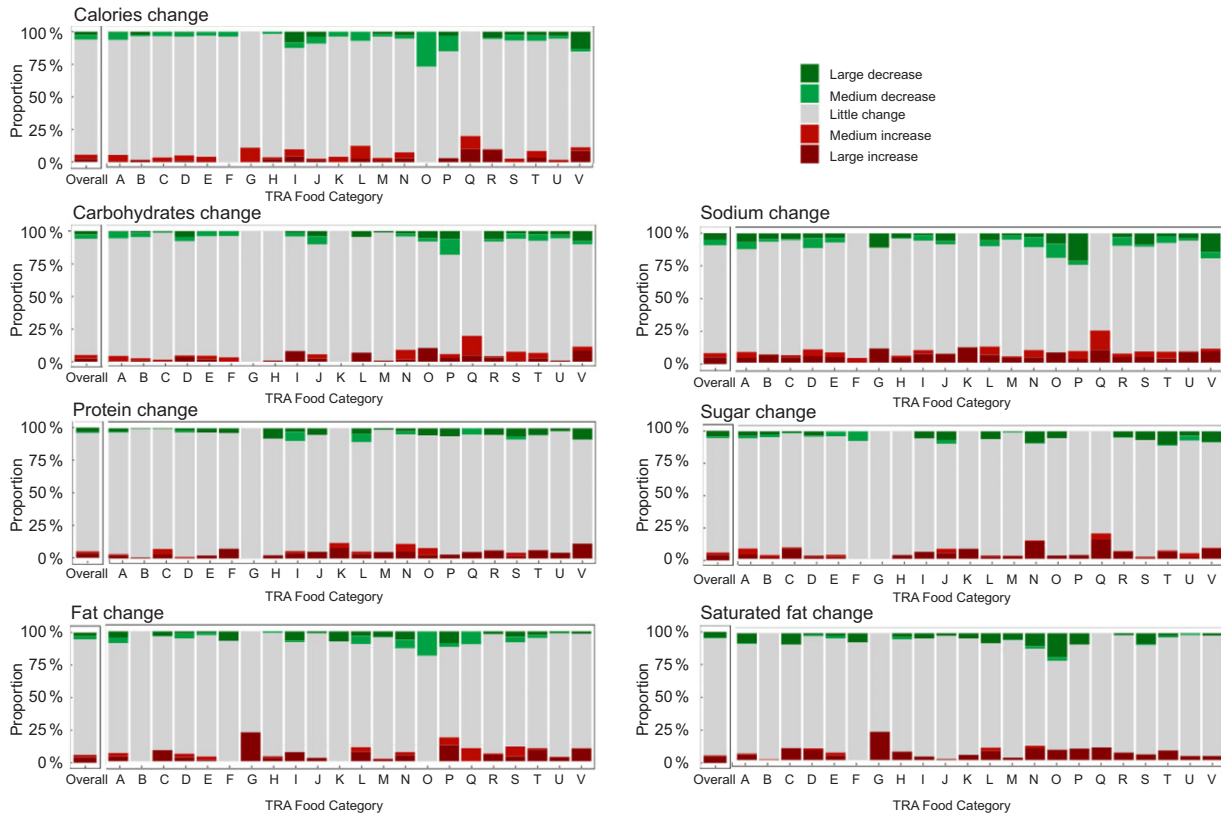 Calories change
100 %
75 %
50 %
25 %
0 %
Proportion
Overall A B C D E F G H I J K L M N O P Q R S T U V
TRA Food Category
Large decrease
Medium decrease
Little change
Medium increase
Large increase
Carbohydrates change
100 %
75 %
50 %
25 %
0 %
Proportion
Overall A B C D E F G H I J K L M N O P Q R S T U V
TRA Food Category
Sodium change
100 %
75 %
50 %
25 %
0 %
Proportion
Overall A B C D E F G H I J K L M N O P Q R S T U V
TRA Food Category
Protein change
100 %
75 %
50 %
25 %
0 %
Proportion
Overall A B C D E F G H I J K L M N O P Q R S T U V
TRA Food Category
Sugar change
100 %
75 %
50 %
25 %
0 %
Proportion
Overall A B C D E F G H I J K L M N O P Q R S T U V
TRA Food Category
Fat change
100 %
75 %
50 %
25 %
0 %
Proportion
Overall A B C D E F G H I J K L M N O P Q R S T U V
TRA Food Category
Saturated fat change
100 %
75 %
50 %
25 %
0 %
Proportion
Overall A B C D E F G H I J K L M N O P Q R S T U V
TRA Food Category